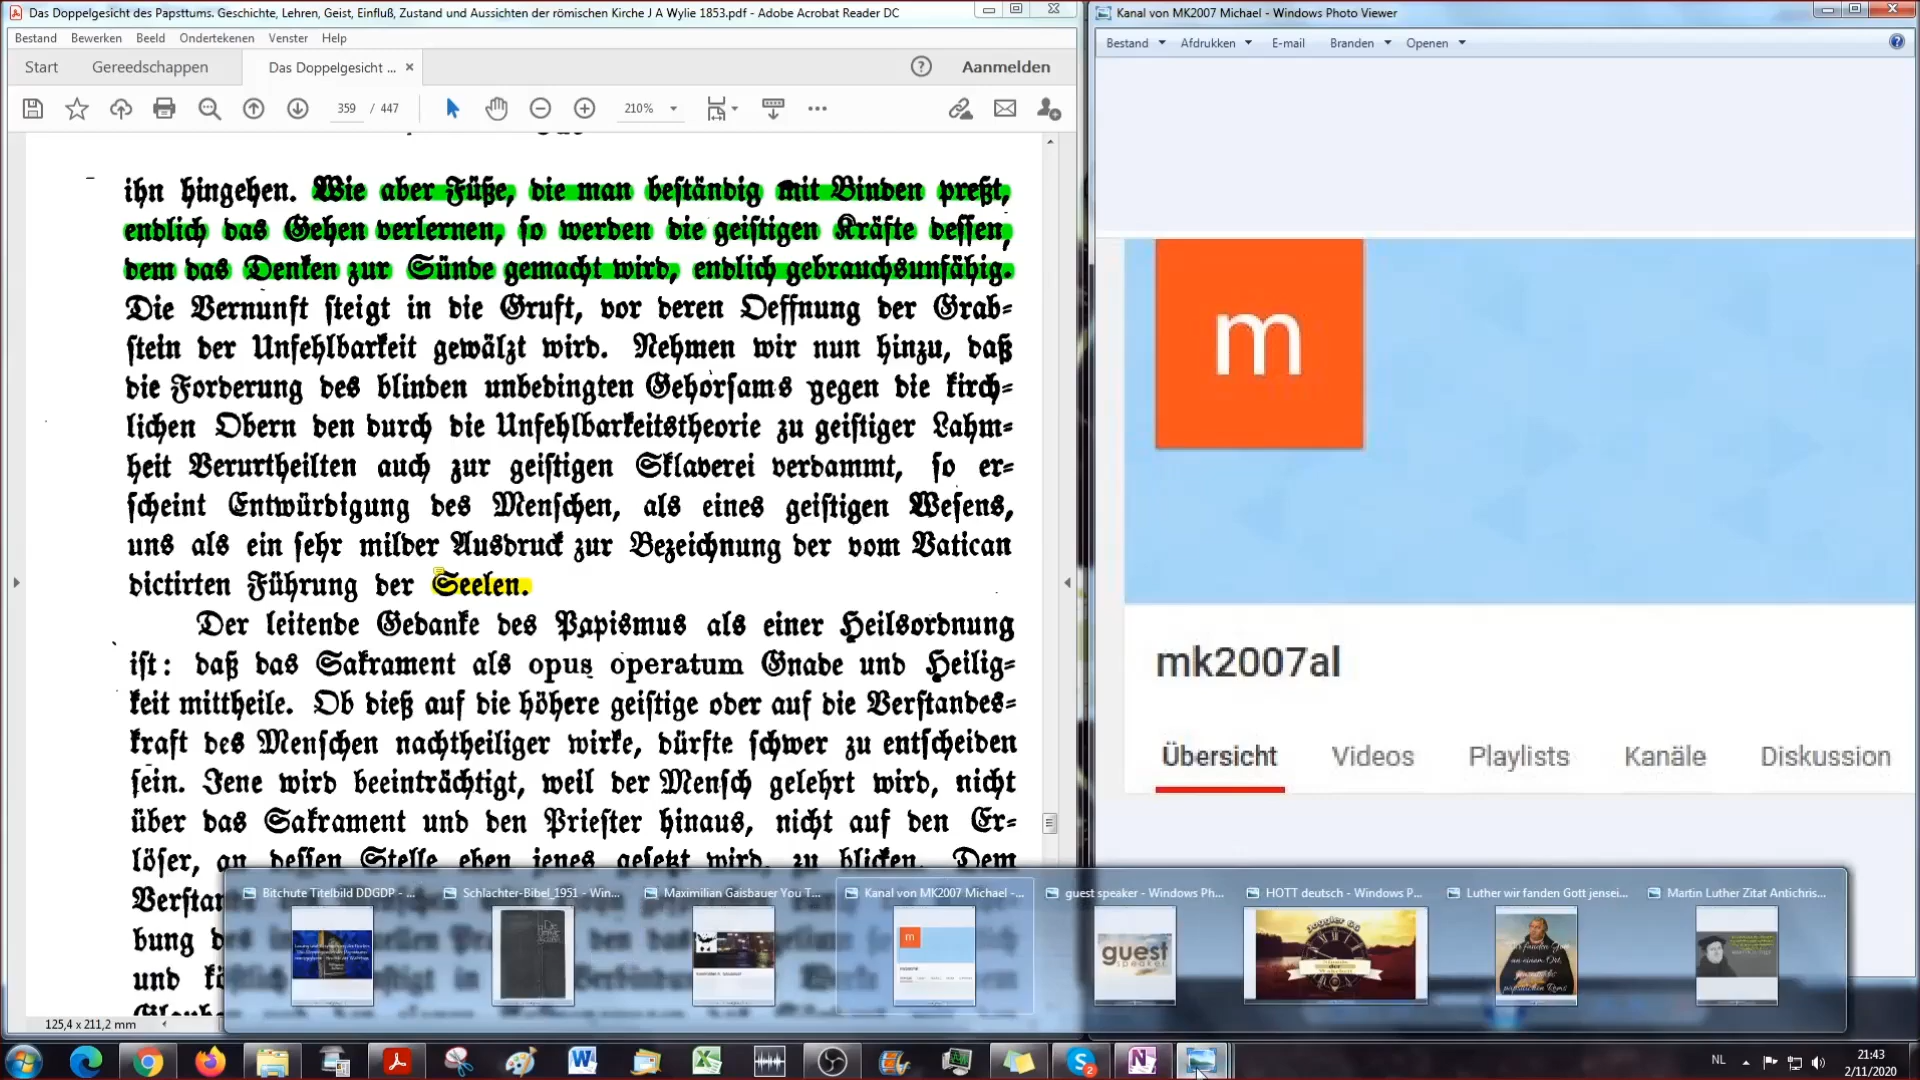 Das Doppelgesicht des Papsttums. Geschichte, Lehren, Geist, Einfluß, Zustand und Aussichten der römischen Kirche J A Wylie 1853.pdf - Adobe Acrobat Reader DC
Bestand Bewerken Beeld Ondertekenen Venster Help
Start Gereedschappen Das Doppelgesicht ... Aanmelden
359 / 447 210%
ihn hingehen. Wie aber Füße, die man beständig mit Binden preßt,
endlich das Gehen verlernen, so werden die geistigen Kräfte dessen,
dem das Denken zur Sünde gemacht wird, endlich gebrauchsunfähig.
Die Vernunft steigt in die Gruft, vor deren Oeffnung der Grab=
stein der Unfehlbarkeit gewälzt wird. Nehmen wir nun hinzu, daß
die Forderung des blinden unbedingten Gehorsams gegen die kirch=
lichen Obern den durch die Unfehlbarkeitstheorie zu geistiger Lahm=
heit Verurtheilten auch zur geistigen Sklaverei verdammt, so er=
scheint Entwürdigung des Menschen, als eines geistigen Wesens,
uns als ein sehr milder Ausdruck zur Bezeichnung der vom Vatican
dictirten Führung der Seelen.
Der leitende Gedanke des Papismus als einer Heilsordnung
ist: daß das Sakrament als opus operatum Gnade und Heilig=
keit mittheile. Ob dieß auf die höhere geistige oder auf die Verstandes=
kraft des Menschen nachtheiliger wirke, dürfte schwer zu entscheiden
sein. Jene wird beeinträchtigt, weil der Mensch gelehrt wird, nicht
über das Sakrament und den Priester hinaus, nicht auf den Er=
löser, an dessen Stelle eben jenes gesetzt wird, zu blicken. Dem
125,4 x 211,2 mm
Kanal von MK2007 Michael - Windows Photo Viewer
Bestand Afdrukken E-mail Branden Openen
m
mk2007al
Übersicht Videos Playlists Kanäle Diskussion
Bitchute Titelbild DDGDP - ...
Schlachter-Bibel_1951 - Win...
Maximilian Gaisbauer You T...
Kanal von MK2007 Michael -...
guest speaker - Windows Ph...
HOTT deutsch - Windows P...
Luther wir fanden Gott jensei...
Martin Luther Zitat Antichris...
guest
speaker
NL
21:43
2/11/2020